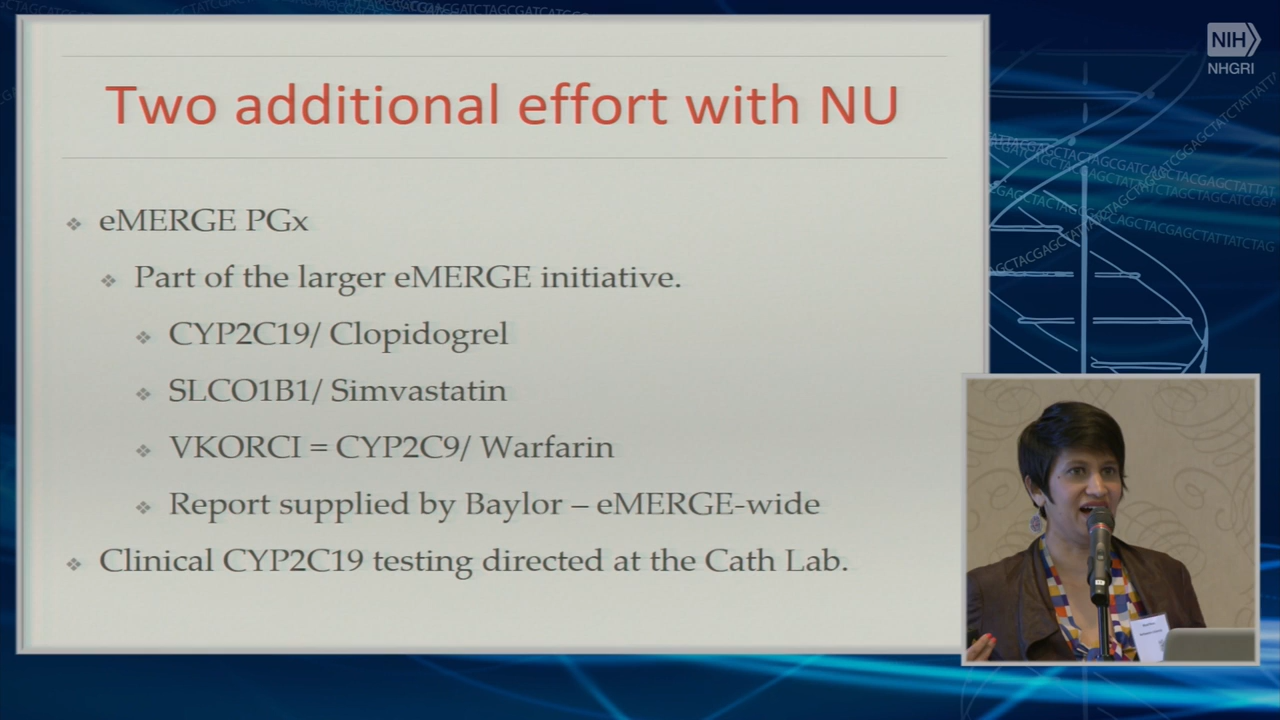 NIH
NHGRI
Two additional effort with NU
eMERGE PGx
Part of the larger eMERGE initiative.
CYP2C19/ Clopidogrel
SLCO1B1/ Simvastatin
VKORCI = CYP2C9/ Warfarin
Report supplied by Baylor – eMERGE-wide
Clinical CYP2C19 testing directed at the Cath Lab.